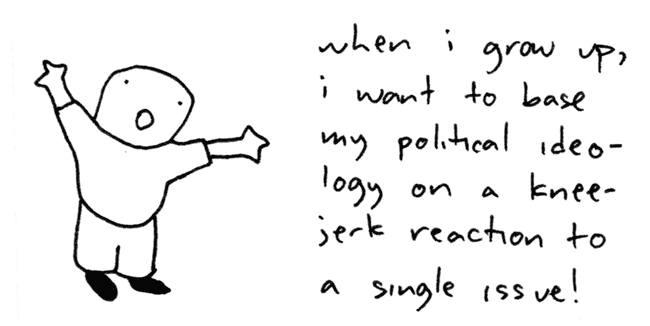 when i grow up,
i want to base
my political ideo-
logy on a knee-
jerk reaction to
a single issue!